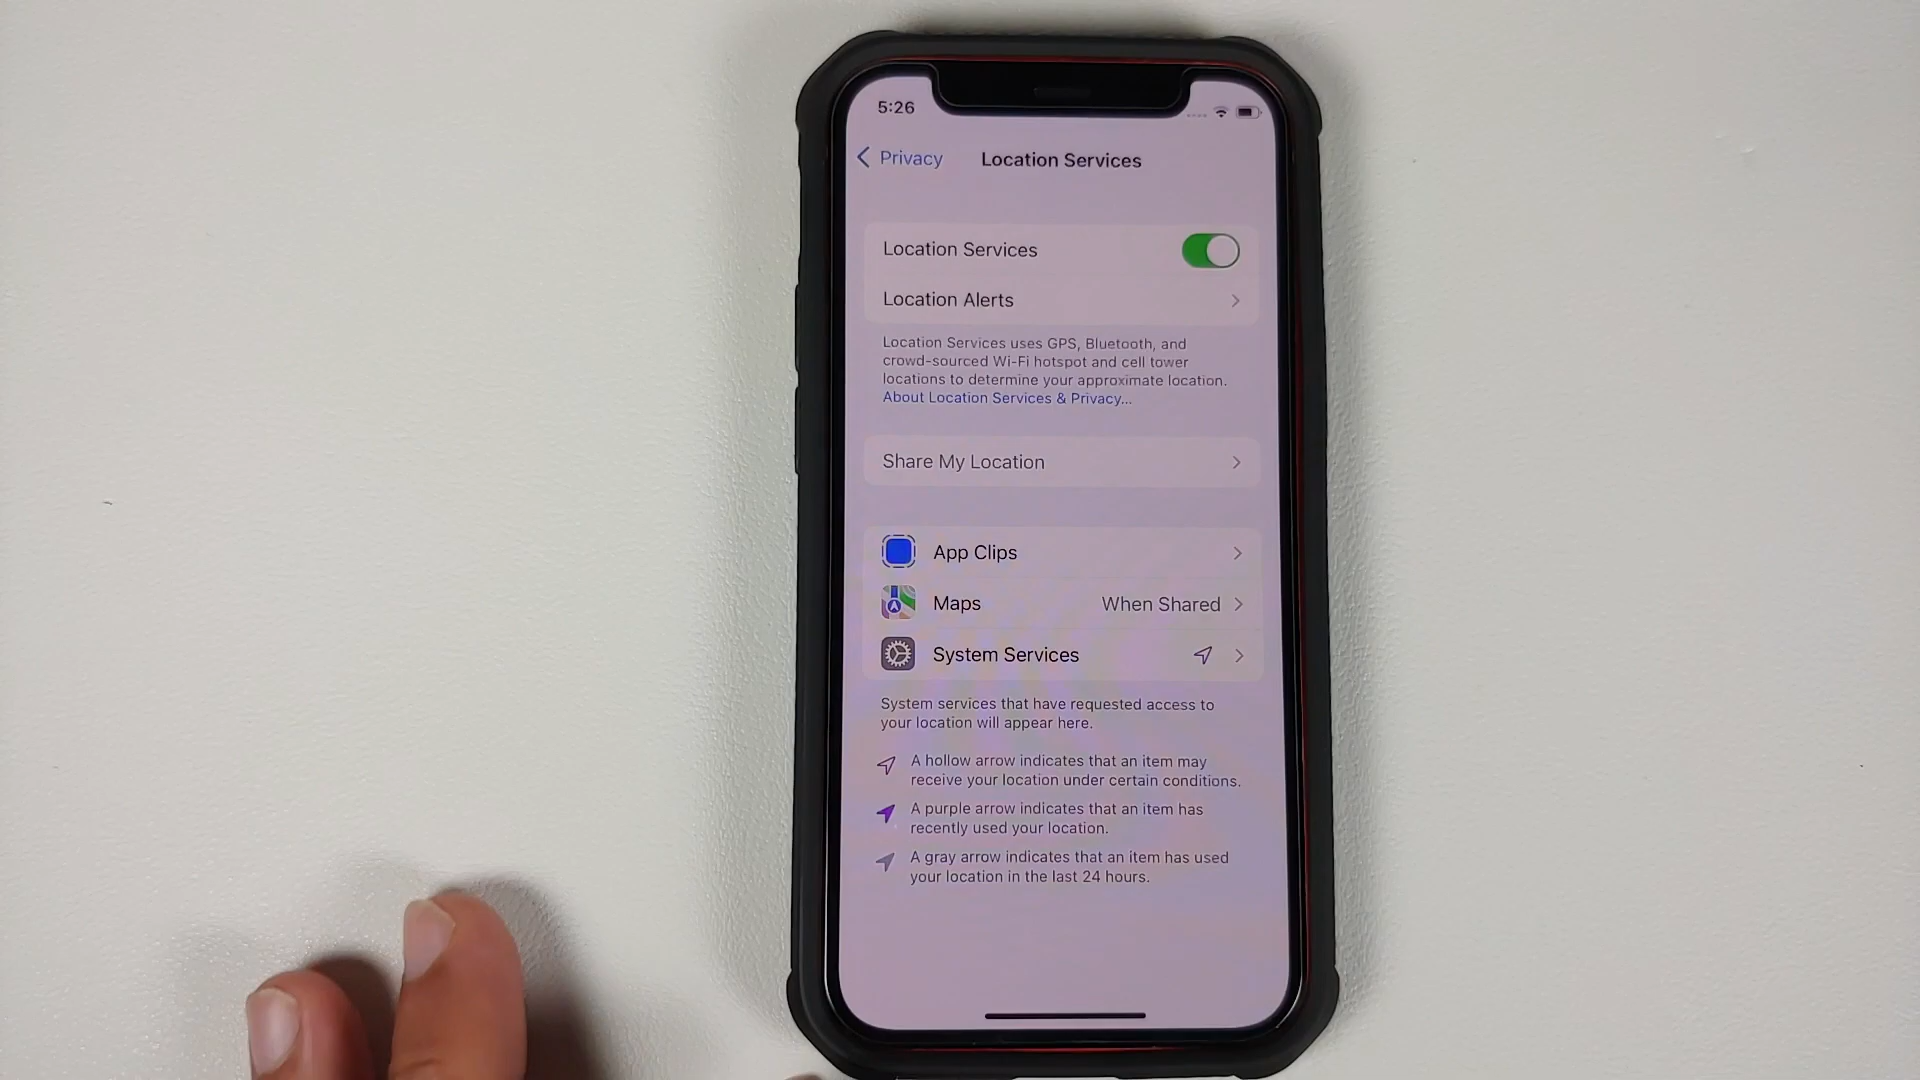 5:26
Privacy
Location Services
Location Services
Location Alerts
Location Services uses GPS, Bluetooth, and
crowd-sourced Wi-Fi hotspot and cell tower
locations to determine your approximate location.
About Location Services & Privacy...
Share My Location
App Clips
Maps When Shared
System Services
System services that have requested access to
your location will appear here.
A hollow arrow indicates that an item may
receive your location under certain conditions.
A purple arrow indicates that an item has
recently used your location.
A gray arrow indicates that an item has used
your location in the last 24 hours.